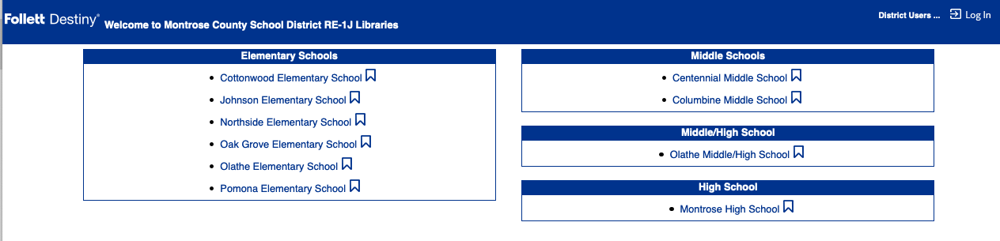 Follett Destiny®
Welcome to Montrose County School District RE-1J Libraries
District Users ...
Log In
Elementary Schools
• Cottonwood Elementary School
• Johnson Elementary School
• Northside Elementary School
• Oak Grove Elementary School
• Olathe Elementary School
• Pomona Elementary School
Middle Schools
• Centennial Middle School
• Columbine Middle School
Middle/High School
• Olathe Middle/High School
High School
• Montrose High School